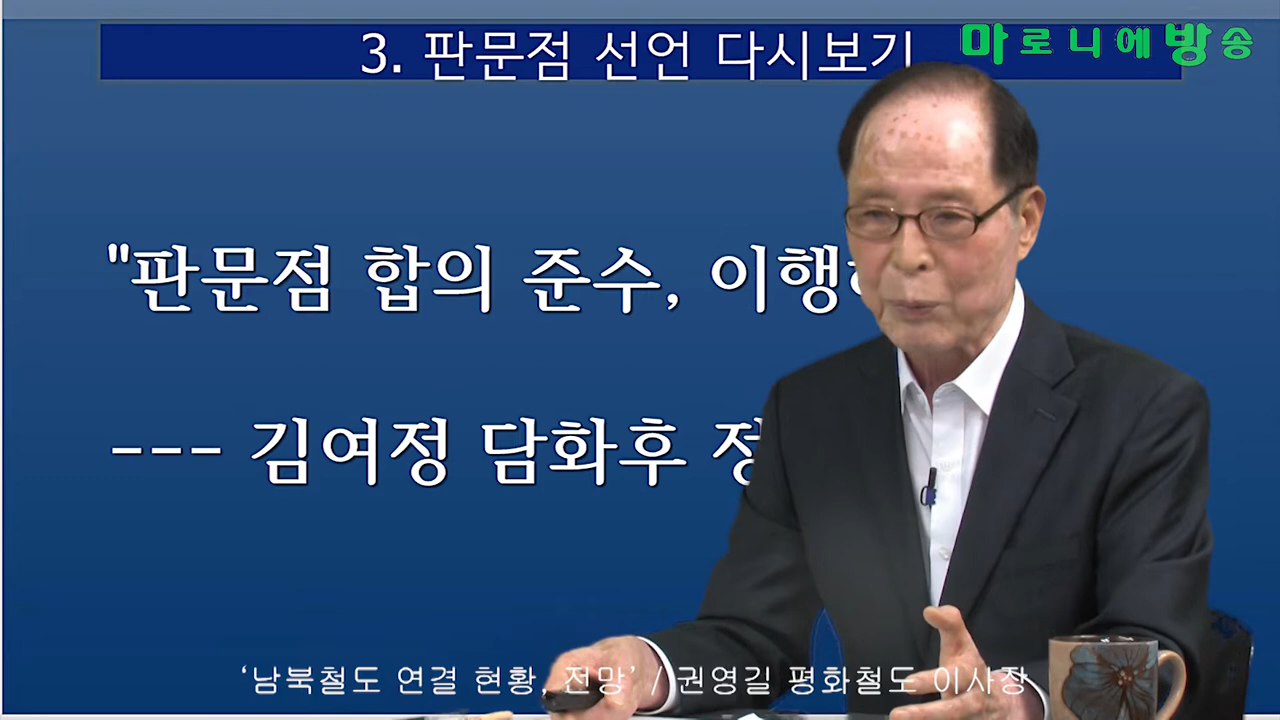 3. 판문점 선언 다시보기
마로니에방송
"판문점 합의 준수, 이행
--- 김여정 담화후
‘남북철도 연결 현황, 전망’ / 권영길 평화철도 이사장